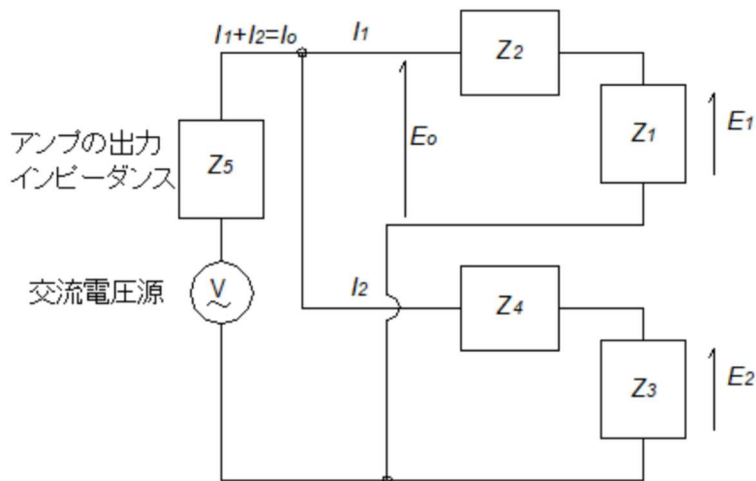 I1+I2=Io
I1
Z2
Z1
E1
Eo
アンプの出力
インピーダンス
Z5
交流電圧源
V
~
I2
Z4
Z3
E2